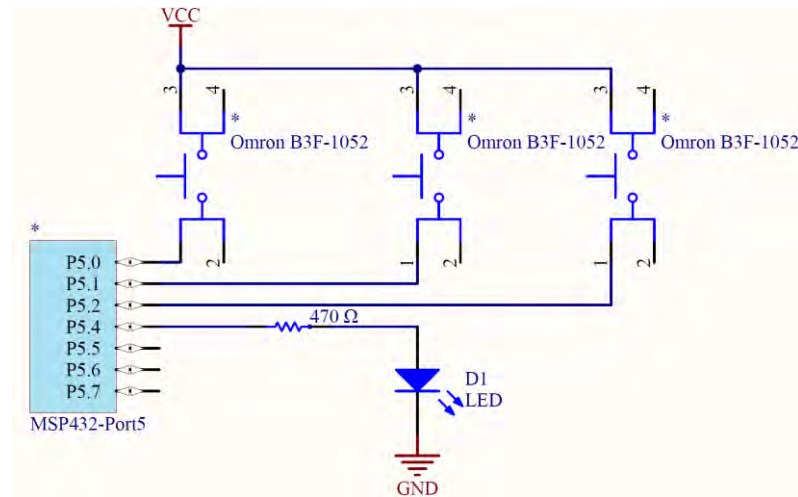 VCC
3
4
3
4
3
4
*
*
*
Omron B3F-1052
Omron B3F-1052
Omron B3F-1052
*
2
1
2
1
2
P5.0
P5.1
P5.2
P5.4
P5.5
P5.6
P5.7
470 Ω
MSP432-Port5
D1
LED
GND